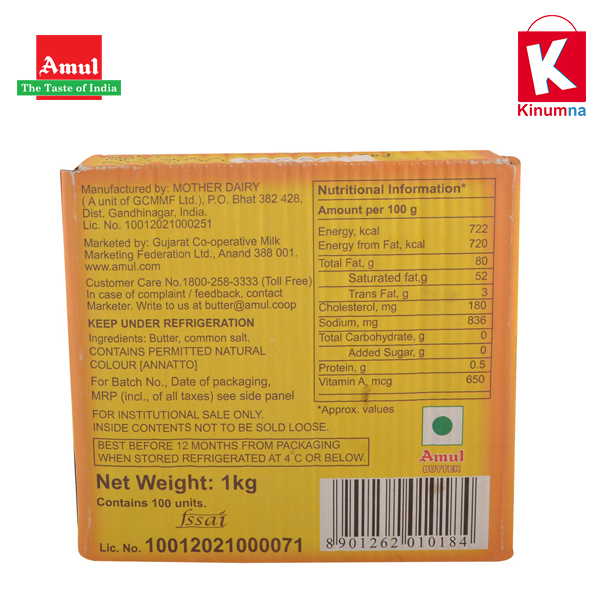 Amul
The Taste of India
K
Kinumna
Manufactured by: MOTHER DAIRY
( A unit of GCMMF Ltd.), P.O. Bhat 382 428,
Dist. Gandhinagar, India.
Lic. No. 10012021000251
Marketed by: Gujarat Co-operative Milk
Marketing Federation Ltd., Anand 388 001.
www.amul.com
Customer Care No.1800-258-3333 (Toll Free)
In case of complaint / feedback, contact
Marketer. Write to us at butter@amul.coop
KEEP UNDER REFRIGERATION
Ingredients: Butter, common salt.
CONTAINS PERMITTED NATURAL
COLOUR [ANNATTO]
For Batch No., Date of packaging,
MRP (incl., of all taxes) see side panel
FOR INSTITUTIONAL SALE ONLY.
INSIDE CONTENTS NOT TO BE SOLD LOOSE.
BEST BEFORE 12 MONTHS FROM PACKAGING
WHEN STORED REFRIGERATED AT 4°C OR BELOW.
Net Weight: 1kg
Contains 100 units.
fssai
Lic. No. 10012021000071
Nutritional Information*
Amount per 100 g
Energy, kcal 722
Energy from Fat, kcal 720
Total Fat, g 80
Saturated fat,g 52
Trans Fat, g 3
Cholesterol, mg 180
Sodium, mg 836
Total Carbohydrate, g 0
Added Sugar, g 0
Protein, g 0.5
Vitamin A, mcg 650
*Approx. values
Amul
BUTTER
8 901262 010184